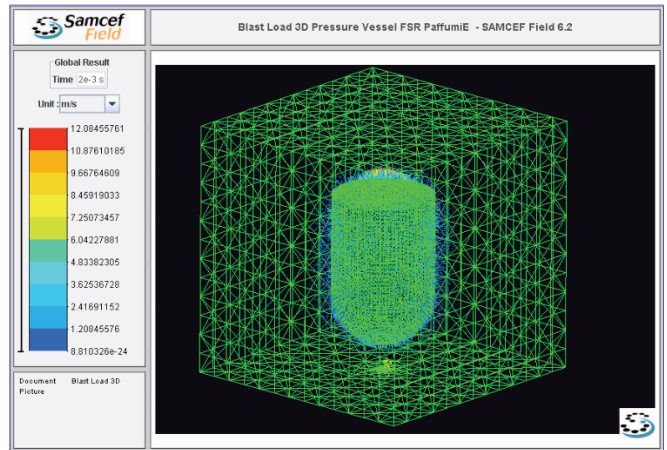 Samcef
Field
Blast Load 3D Pressure Vessel FSR PaffumiE - SAMCEF Field 6.2
Global Result
Time 2e-3 s
Unit : m/s
12.08455761
10.87610185
9.66764609
8.45919033
7.25073457
6.04227881
4.83382305
3.62536728
2.41691152
1.20845576
8.810326e-24
Document Blast Load 3D
Picture